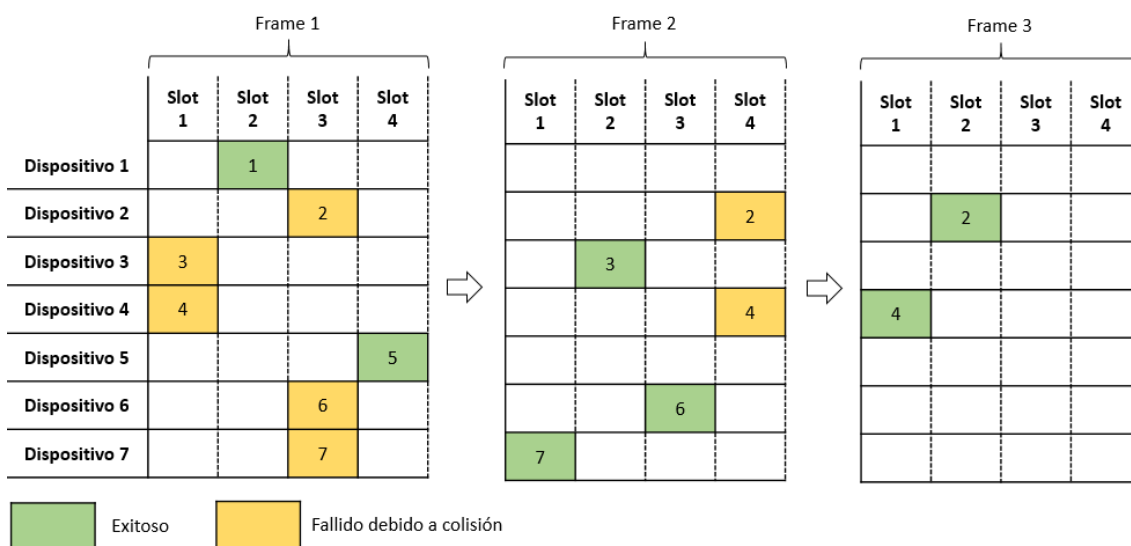 Frame 1 Frame 2 Frame 3
Slot 1 Slot 2 Slot 3 Slot 4 Slot 1 Slot 2 Slot 3 Slot 4 Slot 1 Slot 2 Slot 3 Slot 4
Dispositivo 1 1
Dispositivo 2 2 2 2
Dispositivo 3 3 3
Dispositivo 4 4 4 4
Dispositivo 5 5
Dispositivo 6 6 6
Dispositivo 7 7 7
Exitoso Fallido debido a colisión